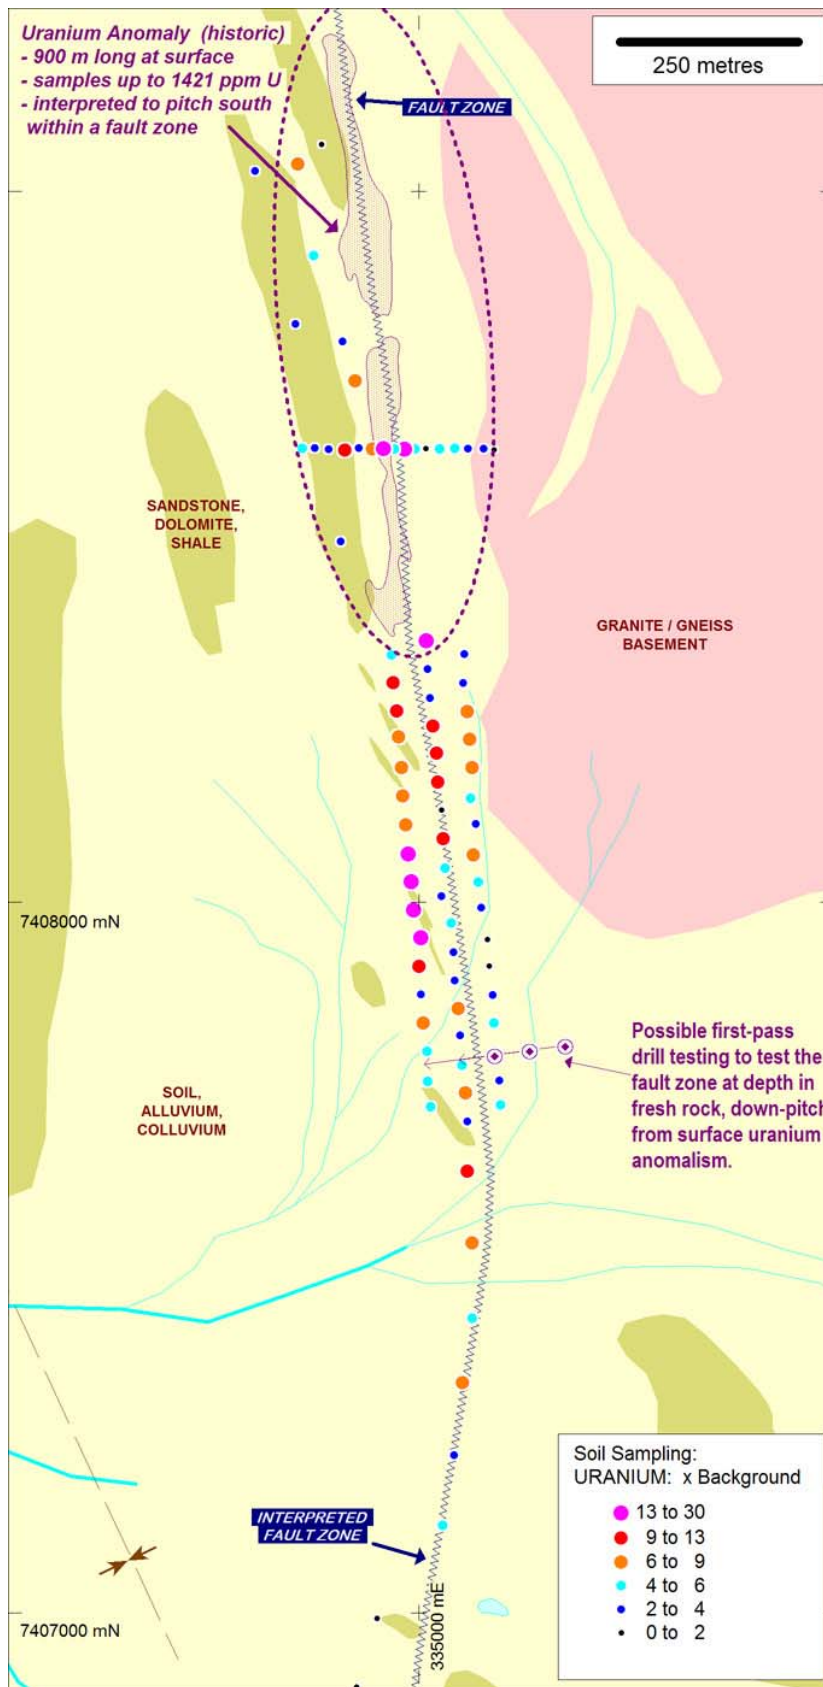 Uranium Anomaly (historic)
- 900 m long at surface
- samples up to 1421 ppm U
- interpreted to pitch south
within a fault zone
250 metres
FAULT ZONE
SANDSTONE,
DOLOMITE,
SHALE
GRANITE / GNEISS
BASEMENT
7408000 mN
Possible first-pass
drill testing to test the
fault zone at depth in
fresh rock, down-pitch
from surface uranium
anomalism.
SOIL,
ALLUVIUM,
COLLUVIUM
Soil Sampling:
URANIUM: x Background
13 to 30
9 to 13
6 to 9
4 to 6
2 to 4
0 to 2
INTERPRETED
FAULT ZONE
335000 mE
7407000 mN